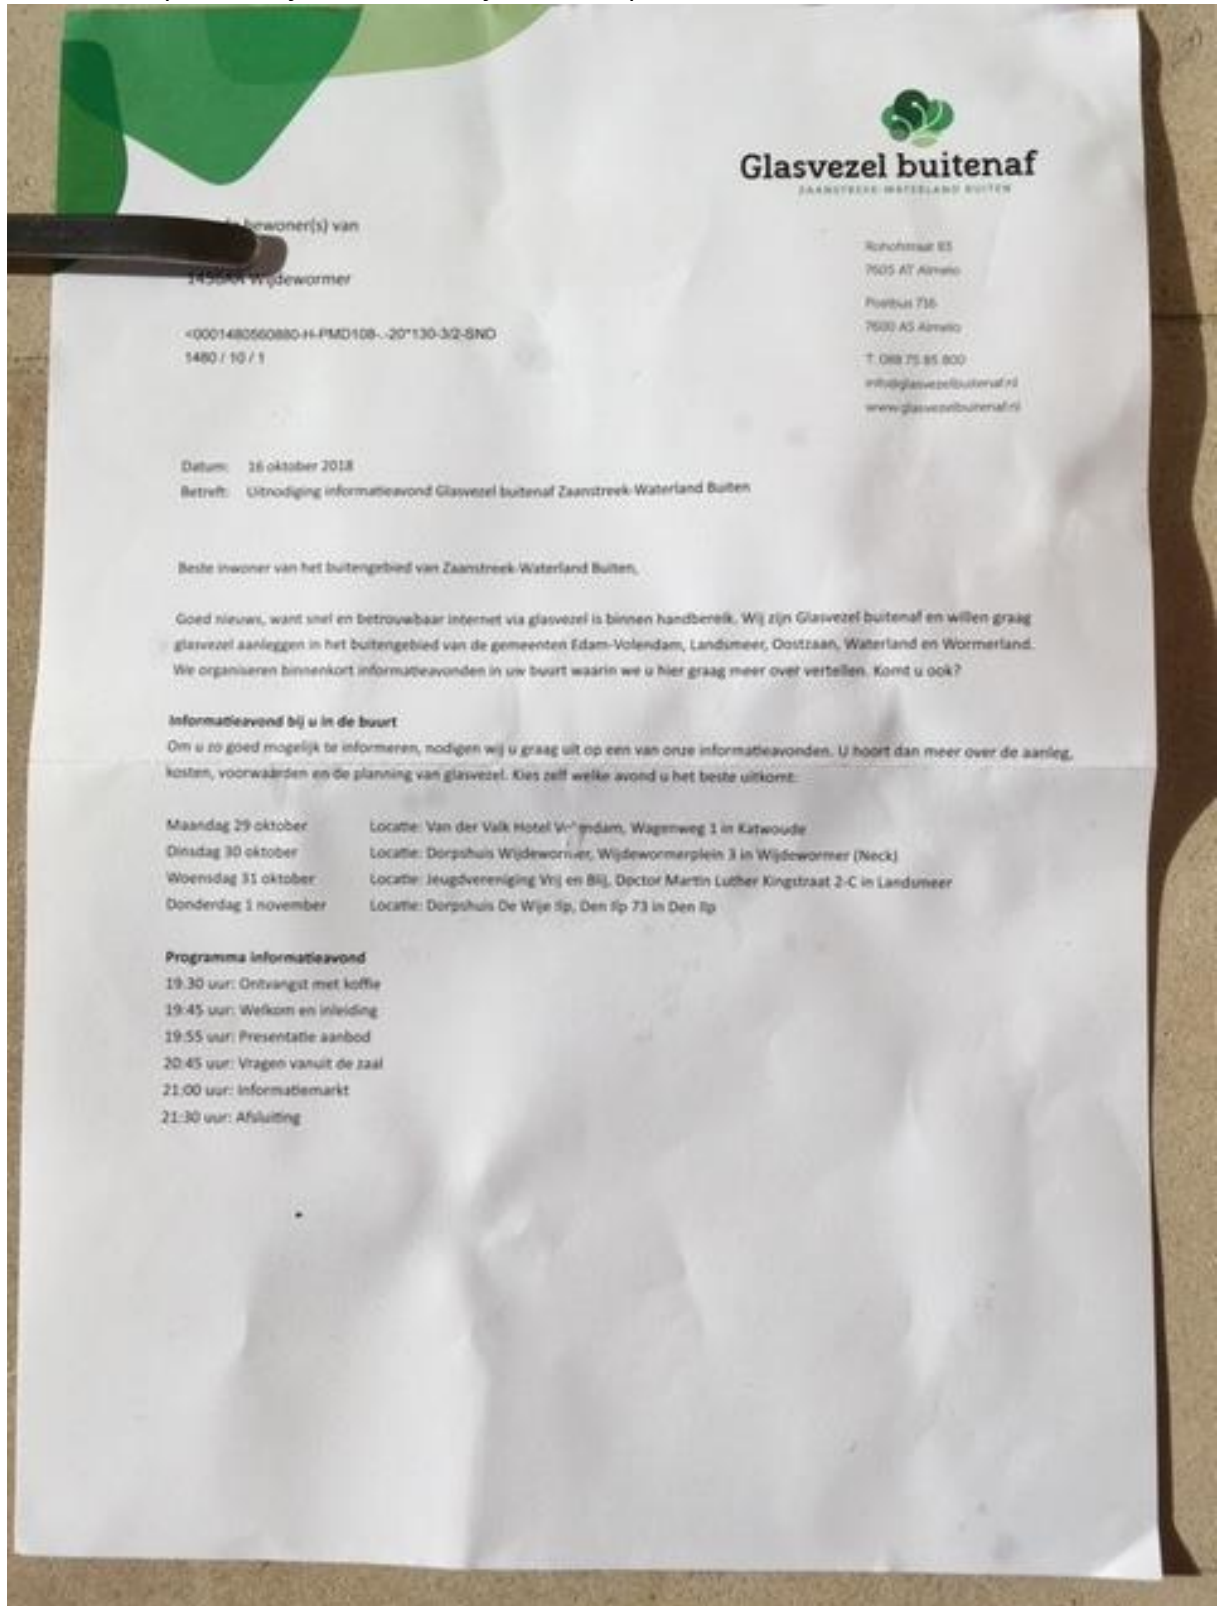 Glasvezel buitenaf
ZAANSTREEK-WATERLAND BUITEN
bewoner(s) van
Wijdewormer
<0001480560880-H-PMD108-.-20*130-3/2-SNO
1480 / 10 / 1
7605 AT Almelo
Postbus 716
7600 AS Almelo
T. 088 75 85 800
info@glasvezelbuitenaf.nl
www.glasvezelbuitenaf.nl
Datum: 16 oktober 2018
Betreft: Uitnodiging informatieavond Glasvezel buitenaf Zaanstreek-Waterland Buiten
Beste inwoner van het buitengebied van Zaanstreek-Waterland Buiten,
Goed nieuws, want snel en betrouwbaar internet via glasvezel is binnen handbereik. Wij zijn Glasvezel buitenaf en willen graag
glasvezel aanleggen in het buitengebied van de gemeenten Edam-Volendam, Landsmeer, Oostzaan, Waterland en Wormerland.
We organiseren binnenkort informatieavonden in uw buurt waarin we u hier graag meer over vertellen. Komt u ook?
Informatieavond bij u in de buurt
Om u zo goed mogelijk te informeren, nodigen wij u graag uit op een van onze informatieavonden. U hoort dan meer over de aanleg,
kosten, voorwaarden en de planning van glasvezel. Kies zelf welke avond u het beste uitkomt:
Maandag 29 oktober Locatie: Van der Valk Hotel Volendam, Wagenweg 1 in Katwoude
Dinsdag 30 oktober Locatie: Dorpshuis Wijdewormer, Wijdewormerplein 3 in Wijdewormer (Neck)
Woensdag 31 oktober Locatie: Jeugdvereniging Vrij en Blij, Doctor Martin Luther Kingstraat 2-C in Landsmeer
Donderdag 1 november Locatie: Dorpshuis De Wije Ilp, Den Ilp 73 in Den Ilp
Programma informatieavond
19.30 uur: Ontvangst met koffie
19:45 uur: Welkom en inleiding
19:55 uur: Presentatie aanbod
20:45 uur: Vragen vanuit de zaal
21:00 uur: Informatiemarkt
21:30 uur: Afsluiting